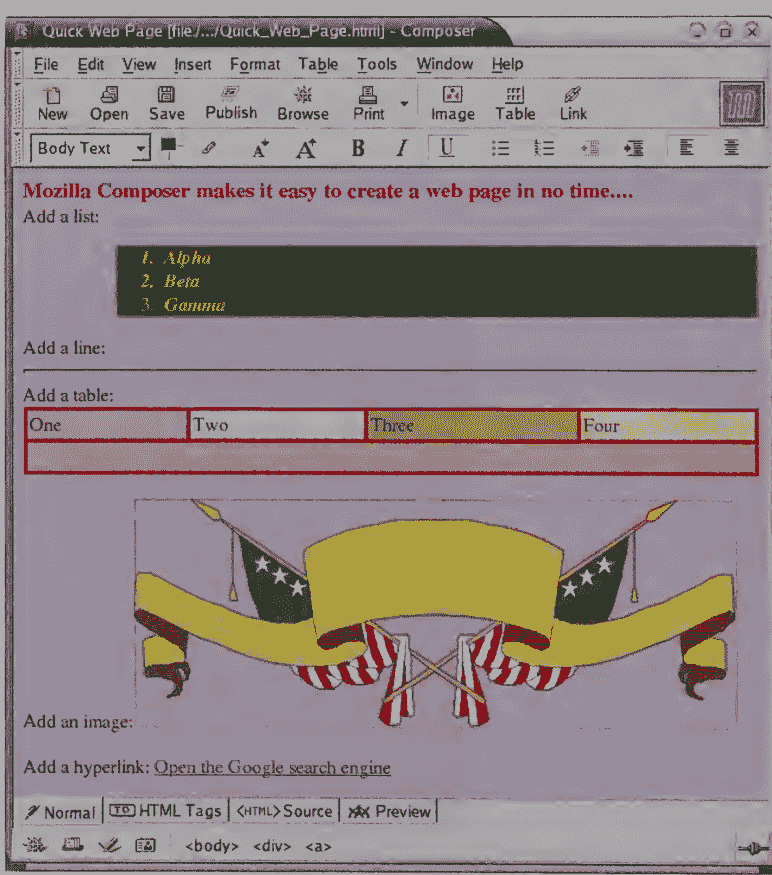 Quick Web Page [file:/.../Quick_Web_Page.html] - Composer
File Edit View Insert Format Table Tools Window Help
New Open Save Publish Browse Print Image Table Link
Body Text A A B I U
Mozilla Composer makes it easy to create a web page in no time....
Add a list:
1. Alpha
2. Beta
3. Gamma
Add a line:
Add a table:
One Two Three Four
Add an image:
Add a hyperlink: Open the Google search engine
Normal TD HTML Tags <HTML> Source Preview
<body> <div> <a>